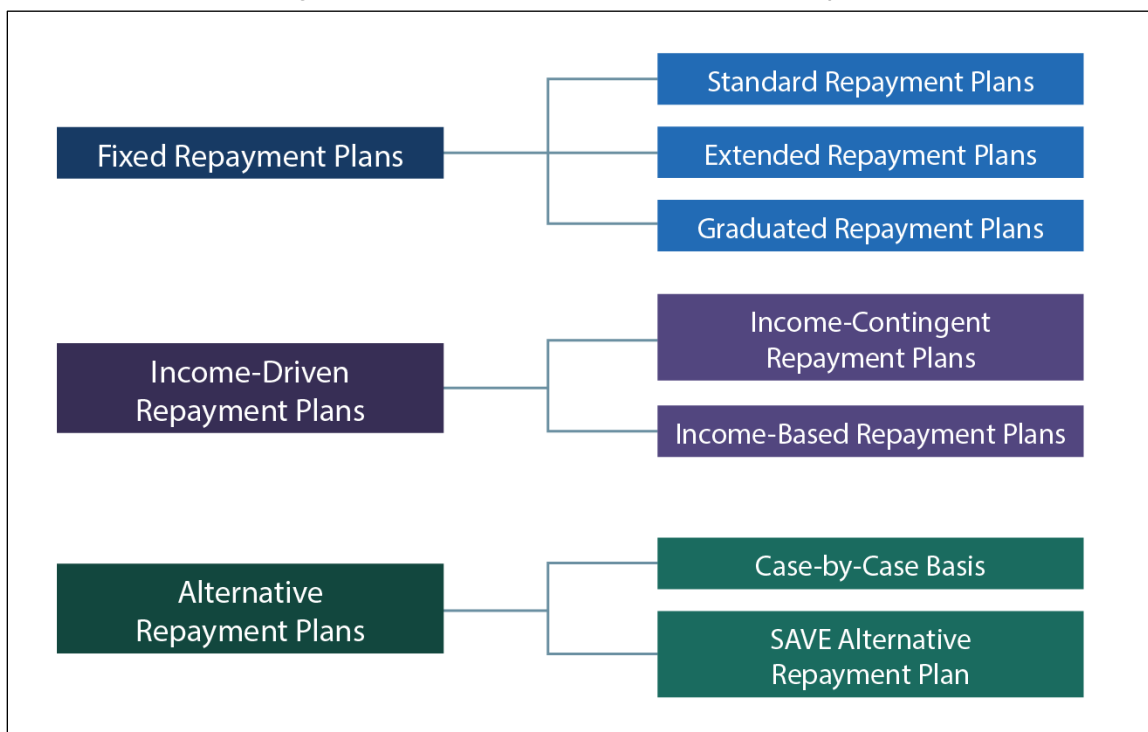 Fixed Repayment Plans
Standard Repayment Plans
Extended Repayment Plans
Graduated Repayment Plans
Income-Driven
Repayment Plans
Income-Contingent
Repayment Plans
Income-Based Repayment Plans
Alternative
Repayment Plans
Case-by-Case Basis
SAVE Alternative
Repayment Plan